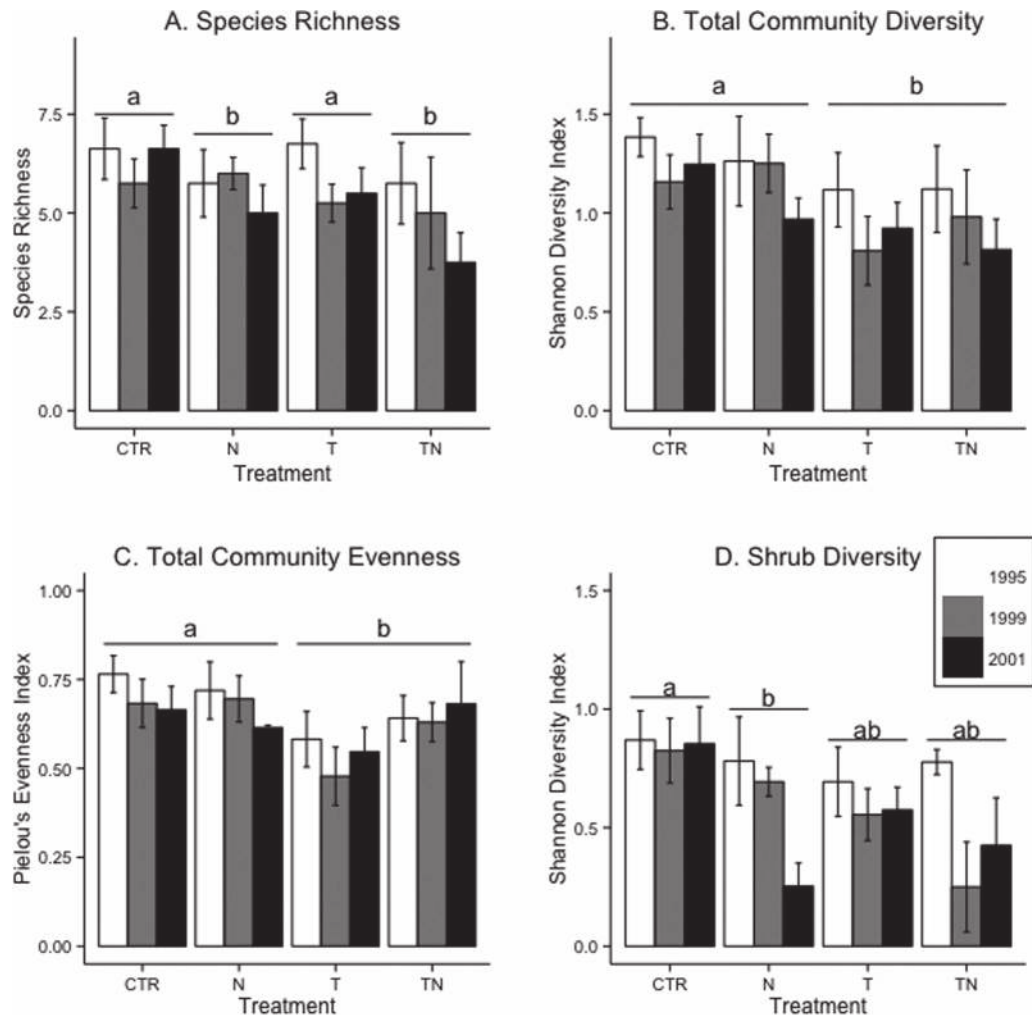 A. Species Richness
Species Richness
7.5
5.0
2.5
0.0
a
b
a
b
CTR
N
T
TN
Treatment
B. Total Community Diversity
Shannon Diversity Index
1.5
1.0
0.5
0.0
a
b
CTR
N
T
TN
Treatment
C. Total Community Evenness
Pielou's Evenness Index
1.00
0.75
0.50
0.25
0.00
a
b
CTR
N
T
TN
Treatment
D. Shrub Diversity
Shannon Diversity Index
1.5
1.0
0.5
0.0
a
b
ab
ab
CTR
N
T
TN
Treatment
1995
1999
2001